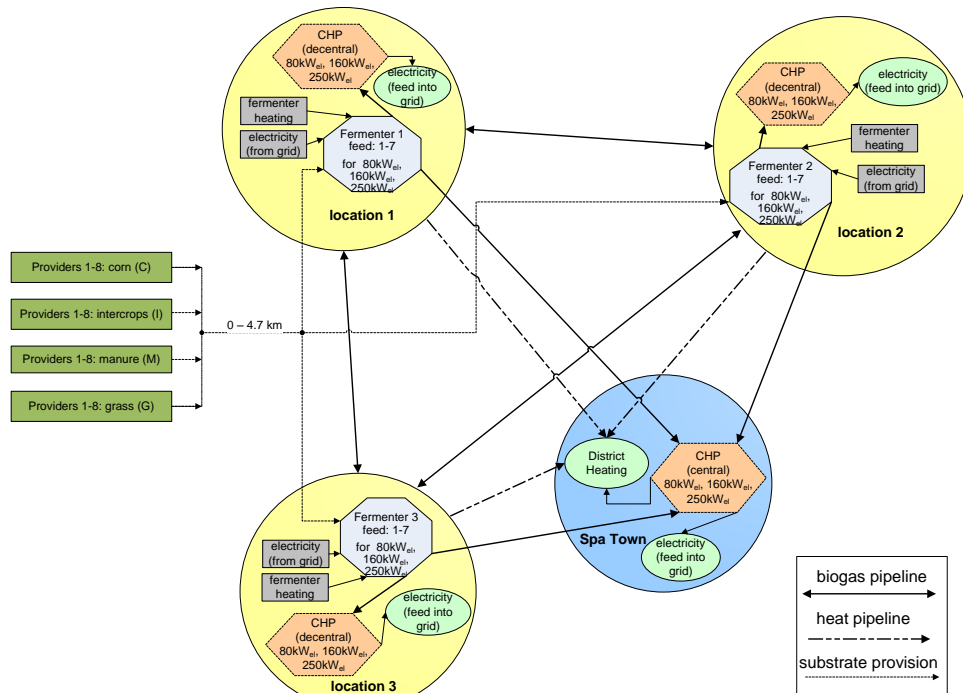 CHP
(decentral)
80kWel, 160kWel,
250kWel
electricity
(feed into
grid)
fermenter
heating
electricity
(from grid)
Fermenter 1
feed: 1-7
for 80kWel,
160kWel,
250kWel
location 1
CHP
(decentral)
80kWel, 160kWel,
250kWel
electricity
(feed into
grid)
fermenter
heating
electricity
(from grid)
Fermenter 2
feed: 1-7
for 80kWel,
160kWel,
250kWel
location 2
Providers 1-8: corn (C)
Providers 1-8: intercrops (I)
Providers 1-8: manure (M)
Providers 1-8: grass (G)
0 – 4.7 km
District
Heating
CHP
(central)
80kWel, 160kWel,
250kWel
Spa Town
electricity
(feed into
grid)
Fermenter 3
feed: 1-7
for 80kWel,
160kWel,
250kWel
electricity
(from grid)
fermenter
heating
electricity
(feed into
grid)
CHP
(decentral)
80kWel, 160kWel,
250kWel
location 3
biogas pipeline
heat pipeline
substrate provision